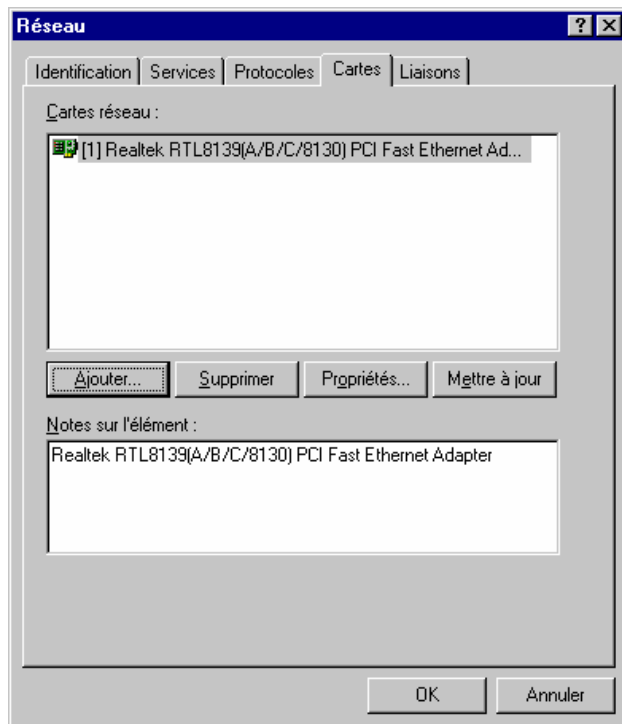 Réseau
Identification Services Protocoles Cartes Liaisons
Cartes réseau :
[1] Realtek RTL8139(A/B/C/8130) PCI Fast Ethernet Ad...
Ajouter... Supprimer Propriétés... Mettre à jour
Notes sur l'élément :
Realtek RTL8139(A/B/C/8130) PCI Fast Ethernet Adapter
OK Annuler